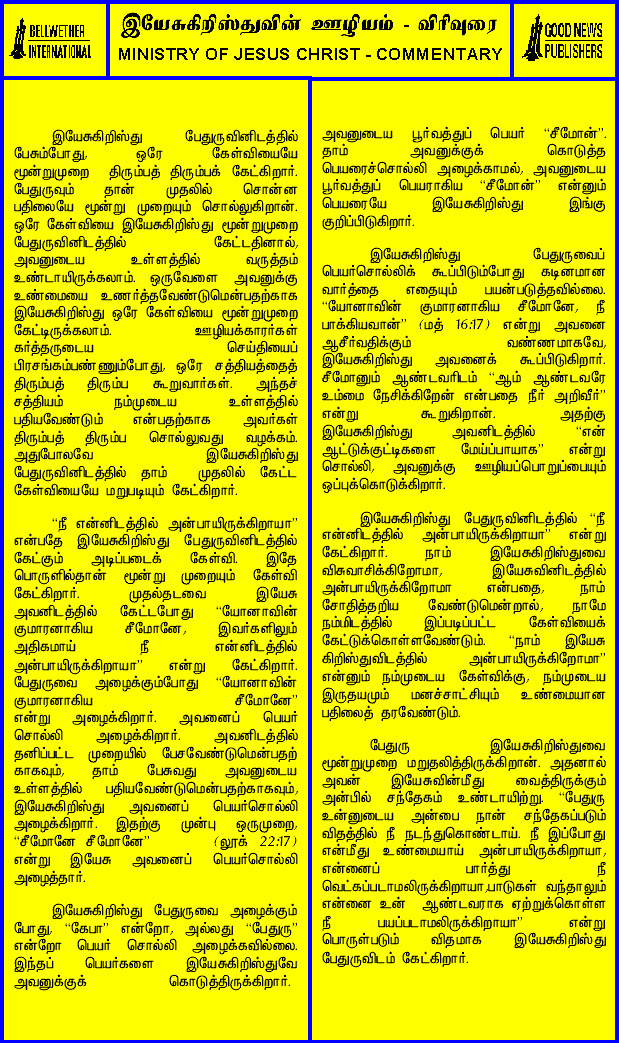 BELLWETHER
INTERNATIONAL
இயேசுகிறிஸ்துவின் ஊழியம் - விரிவுரை
MINISTRY OF JESUS CHRIST - COMMENTARY
GOOD NEWS
PUBLISHERS
இயேசுகிறிஸ்து பேதுருவினிடத்தில்
பேசும்போது, ஒரே கேள்வியையே
மூன்றுமுறை திரும்பத் திரும்பக் கேட்கிறார்.
பேதுருவும் தான் முதலில் சொன்ன
பதிலையே மூன்று முறையும் சொல்லுகிறான்.
ஒரே கேள்வியை இயேசுகிறிஸ்து மூன்றுமுறை
பேதுருவினிடத்தில் கேட்டதினால்,
அவனுடைய உள்ளத்தில் வருத்தம்
உண்டாயிருக்கலாம். ஒருவேளை அவனுக்கு
உண்மையை உணர்த்தவேண்டுமென்பதற்காக
இயேசுகிறிஸ்து ஒரே கேள்வியை மூன்றுமுறை
கேட்டிருக்கலாம். ஊழியக்காரர்கள்
கர்த்தருடைய செய்தியைப்
பிரசங்கம்பண்ணும்போது, ஒரே சத்தியத்தைத்
திரும்பத் திரும்ப கூறுவார்கள். அந்தச்
சத்தியம் நம்முடைய உள்ளத்தில்
பதியவேண்டும் என்பதற்காக அவர்கள்
திரும்பத் திரும்ப சொல்லுவது வழக்கம்.
அதுபோலவே இயேசுகிறிஸ்து
பேதுருவினிடத்தில் தாம் முதலில் கேட்ட
கேள்வியையே மறுபடியும் கேட்கிறார்.
"நீ என்னிடத்தில் அன்பாயிருக்கிறாயா"
என்பதே இயேசுகிறிஸ்து பேதுருவினிடத்தில்
கேட்கும் அடிப்படைக் கேள்வி. இதே
பொருளில்தான் மூன்று முறையும் கேள்வி
கேட்கிறார். முதல்தடவை இயேசு
அவனிடத்தில் கேட்டபோது "யோனாவின்
குமாரனாகிய சீமோனே, இவர்களிலும்
அதிகமாய் நீ என்னிடத்தில்
அன்பாயிருக்கிறாயா" என்று கேட்கிறார்.
பேதுருவை அழைக்கும்போது "யோனாவின்
குமாரனாகிய சீமோனே"
என்று அழைக்கிறார். அவனைப் பெயர்
சொல்லி அழைக்கிறார். அவனிடத்தில்
தனிப்பட்ட முறையில் பேசவேண்டுமென்பதற்
காகவும், தாம் பேசுவது அவனுடைய
உள்ளத்தில் பதியவேண்டுமென்பதற்காகவும்,
இயேசுகிறிஸ்து அவனைப் பெயர்சொல்லி
அழைக்கிறார். இதற்கு முன்பு ஒருமுறை,
"சீமோனே சீமோனே" (லூக் 22:17)
என்று இயேசு அவனைப் பெயர்சொல்லி
அழைத்தார்.
இயேசுகிறிஸ்து பேதுருவை அழைக்கும்
போது, "கேபா" என்றோ, அல்லது "பேதுரு"
என்றோ பெயர் சொல்லி அழைக்கவில்லை.
இந்தப் பெயர்களை இயேசுகிறிஸ்துவே
அவனுக்குக் கொடுத்திருக்கிறார்.
அவனுடைய பூர்வத்துப் பெயர் "சீமோன்".
தாம் அவனுக்குக் கொடுத்த
பெயரைச்சொல்லி அழைக்காமல், அவனுடைய
பூர்வத்துப் பெயராகிய "சீமோன்" என்னும்
பெயரையே இயேசுகிறிஸ்து இங்கு
குறிப்பிடுகிறார்.
இயேசுகிறிஸ்து பேதுருவைப்
பெயர்சொல்லிக் கூப்பிடும்போது கடினமான
வார்த்தை எதையும் பயன்படுத்தவில்லை.
"யோனாவின் குமாரனாகிய சீமோனே, நீ
பாக்கியவான்" (மத் 16:17) என்று அவனை
ஆசீர்வதிக்கும் வண்ணமாகவே,
இயேசுகிறிஸ்து அவனைக் கூப்பிடுகிறார்.
சீமோனும் ஆண்டவரிடம் "ஆம் ஆண்டவரே
உம்மை நேசிக்கிறேன் என்பதை நீர் அறிவீர்"
என்று கூறுகிறான். அதற்கு
இயேசுகிறிஸ்து அவனிடத்தில் "என்
ஆட்டுக்குட்டிகளை மேய்ப்பாயாக" என்று
சொல்லி, அவனுக்கு ஊழியப்பொறுப்பையும்
ஒப்புக்கொடுக்கிறார்.
இயேசுகிறிஸ்து பேதுருவினிடத்தில் "நீ
என்னிடத்தில் அன்பாயிருக்கிறாயா" என்று
கேட்கிறார். நாம் இயேசுகிறிஸ்துவை
விசுவாசிக்கிறோமா, இயேசுவினிடத்தில்
அன்பாயிருக்கிறோமா என்பதை, நாம்
சோதித்தறிய வேண்டுமென்றால், நாமே
நம்மிடத்தில் இப்படிப்பட்ட கேள்வியைக்
கேட்டுக்கொள்ளவேண்டும். "நாம் இயேசு
கிறிஸ்துவிடத்தில் அன்பாயிருக்கிறோமா"
என்னும் நம்முடைய கேள்விக்கு, நம்முடைய
இருதயமும் மனச்சாட்சியும் உண்மையான
பதிலைத் தரவேண்டும்.
பேதுரு இயேசுகிறிஸ்துவை
மூன்றுமுறை மறுதலித்திருக்கிறான். அதனால்
அவன் இயேசுவின்மீது வைத்திருக்கும்
அன்பில் சந்தேகம் உண்டாயிற்று. "பேதுரு
உன்னுடைய அன்பை நான் சந்தேகப்படும்
விதத்தில் நீ நடந்துகொண்டாய். நீ இப்போது
என்மீது உண்மையாய் அன்பாயிருக்கிறாயா,
என்னைப் பார்த்து நீ
வெட்கப்படாமலிருக்கிறாயா,பாடுகள் வந்தாலும்
என்னை உன் ஆண்டவராக ஏற்றுக்கொள்ள
நீ பயப்படாமலிருக்கிறாயா" என்று
பொருள்படும் விதமாக இயேசுகிறிஸ்து
பேதுருவிடம் கேட்கிறார்.